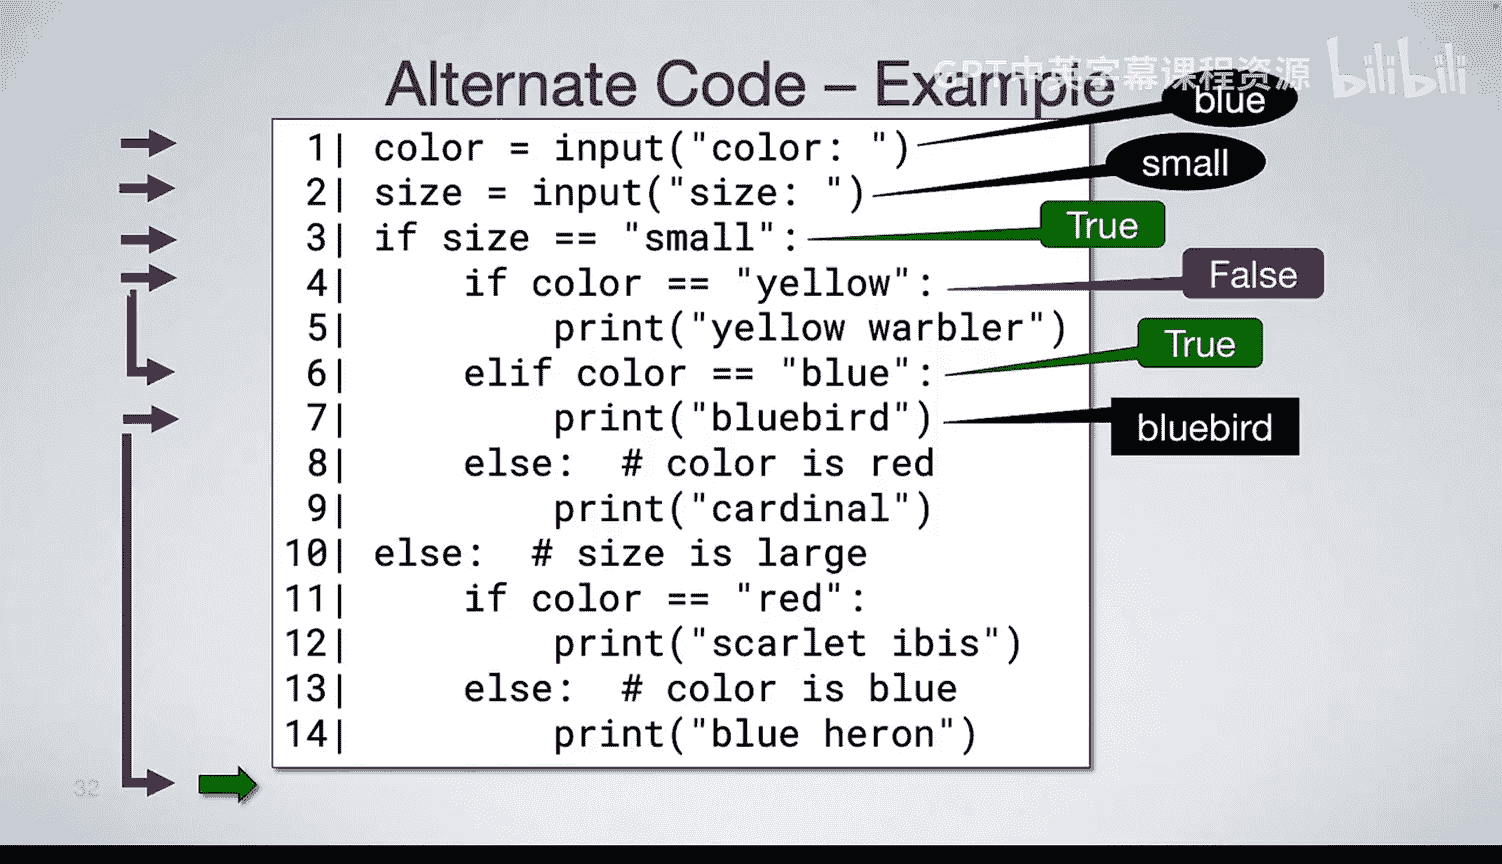 GPT中英字幕课程资源 bilibili
Alternate Code – Example
blue
1| color = input("color: ")
small
2| size = input("size: ")
True
3| if size == "small":
False
4|     if color == "yellow":
5|         print("yellow warbler")
True
6|     elif color == "blue":
7|         print("bluebird")
bluebird
8|     else:  # color is red
9|         print("cardinal")
10| else:  # size is large
11|     if color == "red":
12|         print("scarlet ibis")
13|     else:  # color is blue
14|         print("blue heron")
32